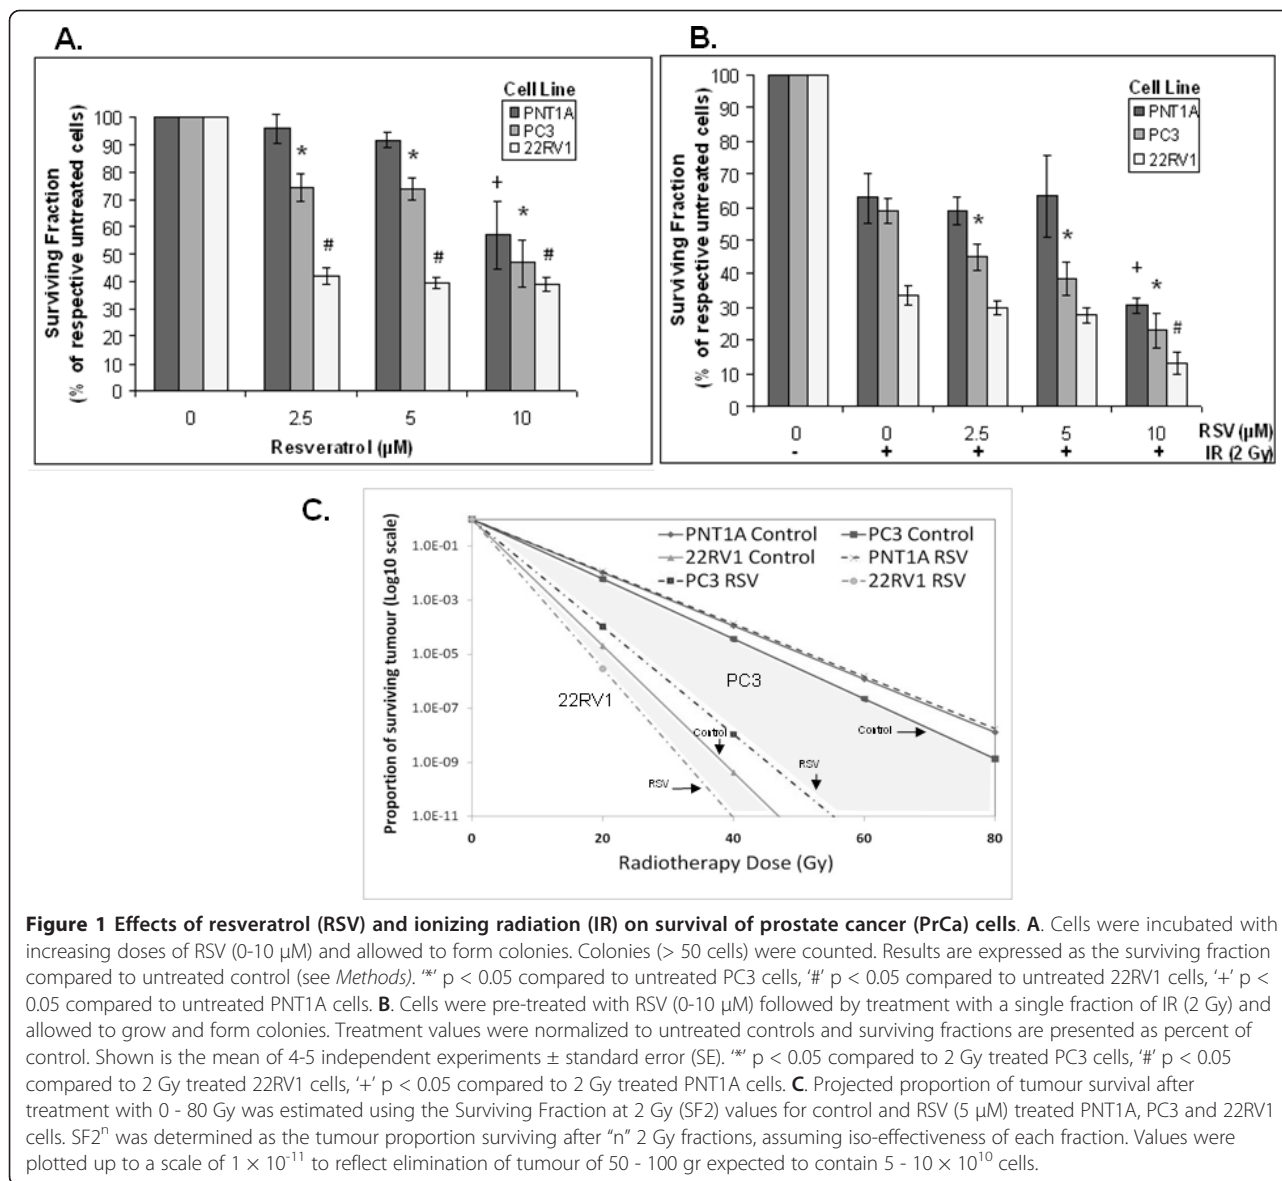 A.
Cell Line
PNT1A
PC3
22RV1
Surviving Fraction
(% of respective untreated cells)
100
90
80
70
60
50
40
30
20
10
0
* * + *
# # #
0 2.5 5 10
Resveratrol (µM)
B.
Cell Line
PNT1A
PC3
22RV1
Surviving Fraction
(% of respective untreated cells)
100
90
80
70
60
50
40
30
20
10
0
* * + * #
0 0 2.5 5 10 RSV (µM)
- + + + + IR (2 Gy)
C.
PNT1A Control PC3 Control
22RV1 Control PNT1A RSV
PC3 RSV 22RV1 RSV
Proportion of surviving tumour (Log10 scale)
1.0E-01
1.0E-03
1.0E-05
1.0E-07
1.0E-09
1.0E-11
PC3
22RV1
Control
Control
RSV
RSV
0 20 40 60 80
Radiotherapy Dose (Gy)
Figure 1 Effects of resveratrol (RSV) and ionizing radiation (IR) on survival of prostate cancer (PrCa) cells. A. Cells were incubated with
increasing doses of RSV (0-10 µM) and allowed to form colonies. Colonies (> 50 cells) were counted. Results are expressed as the surviving fraction
compared to untreated control (see Methods). '*' p < 0.05 compared to untreated PC3 cells, '#' p < 0.05 compared to untreated 22RV1 cells, '+' p <
0.05 compared to untreated PNT1A cells. B. Cells were pre-treated with RSV (0-10 µM) followed by treatment with a single fraction of IR (2 Gy) and
allowed to grow and form colonies. Treatment values were normalized to untreated controls and surviving fractions are presented as percent of
control. Shown is the mean of 4-5 independent experiments ± standard error (SE). '*' p < 0.05 compared to 2 Gy treated PC3 cells, '#' p < 0.05
compared to 2 Gy treated 22RV1 cells, '+' p < 0.05 compared to 2 Gy treated PNT1A cells. C. Projected proportion of tumour survival after
treatment with 0 - 80 Gy was estimated using the Surviving Fraction at 2 Gy (SF2) values for control and RSV (5 µM) treated PNT1A, PC3 and 22RV1
cells. SF2ⁿ was determined as the tumour proportion surviving after "n" 2 Gy fractions, assuming iso-effectiveness of each fraction. Values were
plotted up to a scale of 1 × 10⁻¹¹ to reflect elimination of tumour of 50 - 100 gr expected to contain 5 - 10 × 10¹⁰ cells.